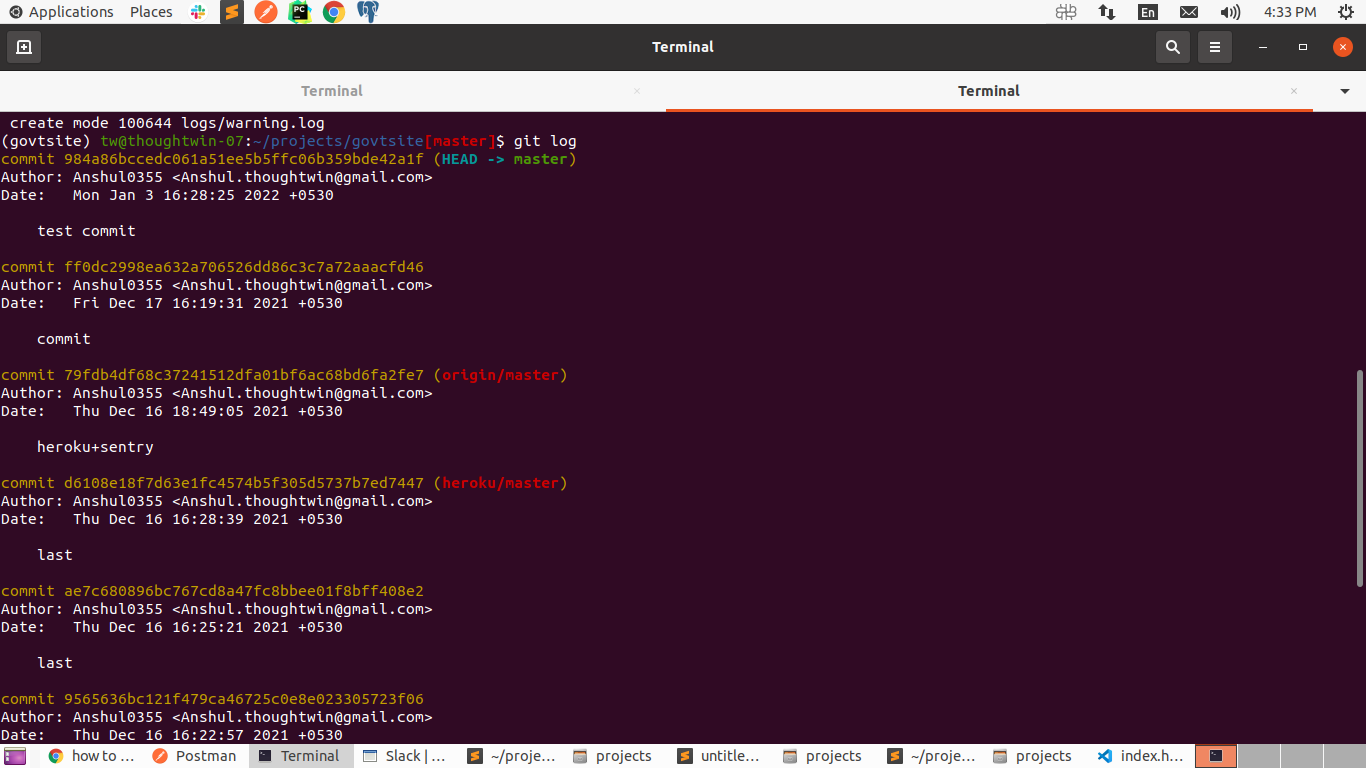 Applications Places En 4:33 PM
Terminal
Terminal Terminal
create mode 100644 logs/warning.log
(govtsite) tw@thoughtwin-07:~/projects/govtsite[master]$ git log
commit 984a86bccedc061a51ee5b5ffc06b359bde42a1f (HEAD -> master)
Author: Anshul0355 <Anshul.thoughtwin@gmail.com>
Date:   Mon Jan 3 16:28:25 2022 +0530
test commit
commit ff0dc2998ea632a706526dd86c3c7a72aaacfd46
Author: Anshul0355 <Anshul.thoughtwin@gmail.com>
Date:   Fri Dec 17 16:19:31 2021 +0530
commit
commit 79fdb4df68c37241512dfa01bf6ac68bd6fa2fe7 (origin/master)
Author: Anshul0355 <Anshul.thoughtwin@gmail.com>
Date:   Thu Dec 16 18:49:05 2021 +0530
heroku+sentry
commit d6108e18f7d63e1fc4574b5f305d5737b7ed7447 (heroku/master)
Author: Anshul0355 <Anshul.thoughtwin@gmail.com>
Date:   Thu Dec 16 16:28:39 2021 +0530
last
commit ae7c680896bc767cd8a47fc8bbee01f8bff408e2
Author: Anshul0355 <Anshul.thoughtwin@gmail.com>
Date:   Thu Dec 16 16:25:21 2021 +0530
last
commit 9565636bc121f479ca46725c0e8e023305723f06
Author: Anshul0355 <Anshul.thoughtwin@gmail.com>
Date:   Thu Dec 16 16:22:57 2021 +0530
how to ... Postman Terminal Slack | ... ~/proje... projects untitle... projects ~/proje... projects index.h...